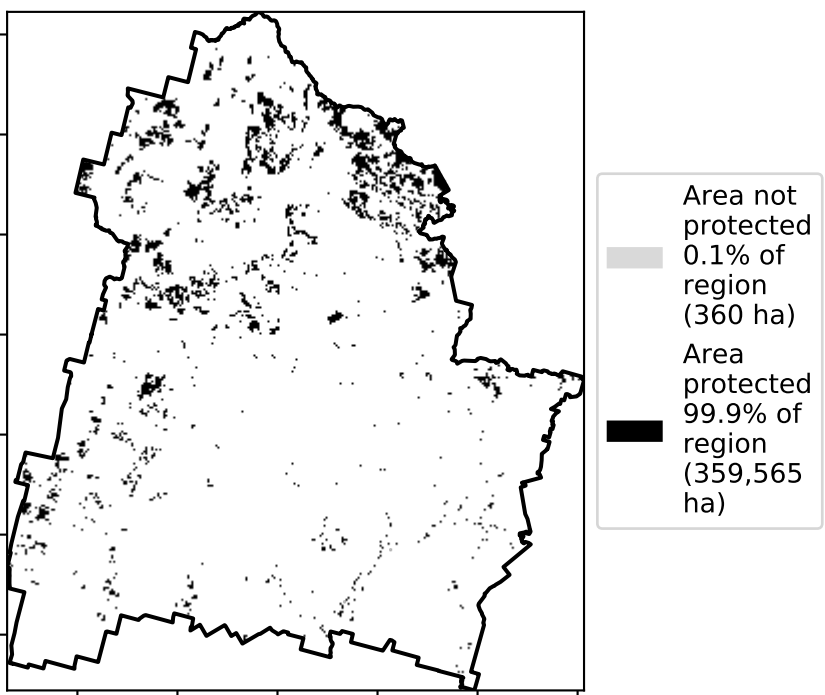 Area not
protected
0.1% of
region
(360 ha)
Area
protected
99.9% of
region
(359,565
ha)